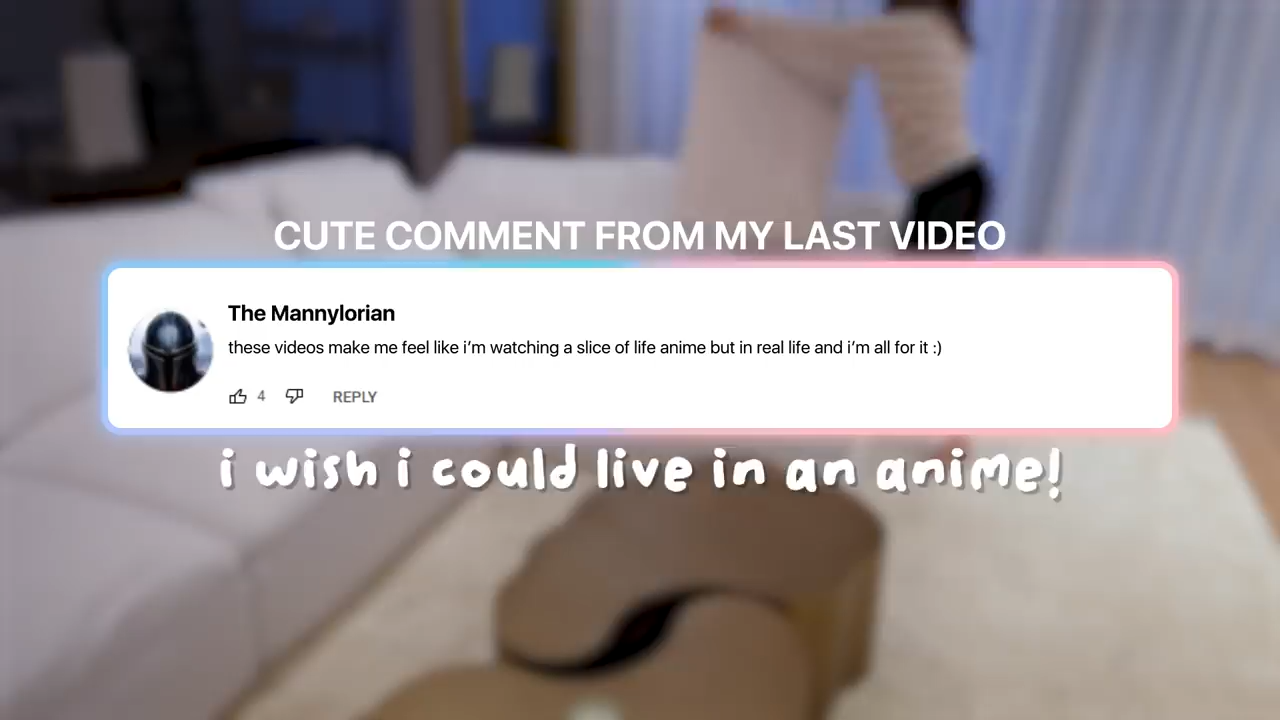 CUTE COMMENT FROM MY LAST VIDEO
The Mannylorian
these videos make me feel like i’m watching a slice of life anime but in real life and i’m all for it :)
4 REPLY
i wish i could live in an anime!